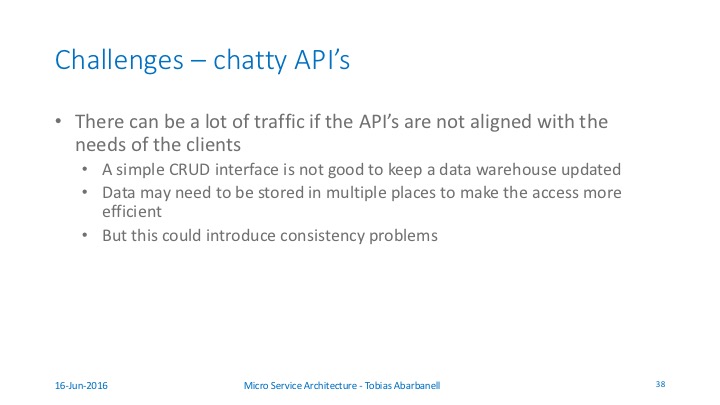 Challenges – chatty API’s
• There can be a lot of traffic if the API’s are not aligned with the
needs of the clients
• A simple CRUD interface is not good to keep a data warehouse updated
• Data may need to be stored in multiple places to make the access more
efficient
• But this could introduce consistency problems
16-Jun-2016
Micro Service Architecture - Tobias Abarbanell
38